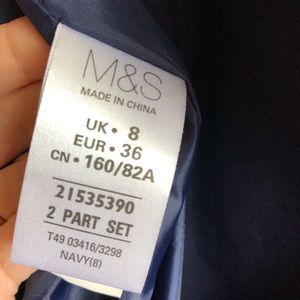 M&S
MADE IN CHINA
UK • 8
EUR • 36
CN • 160/82A
21535390
2 PART SET
T49 03416/3298
NAVY(8)